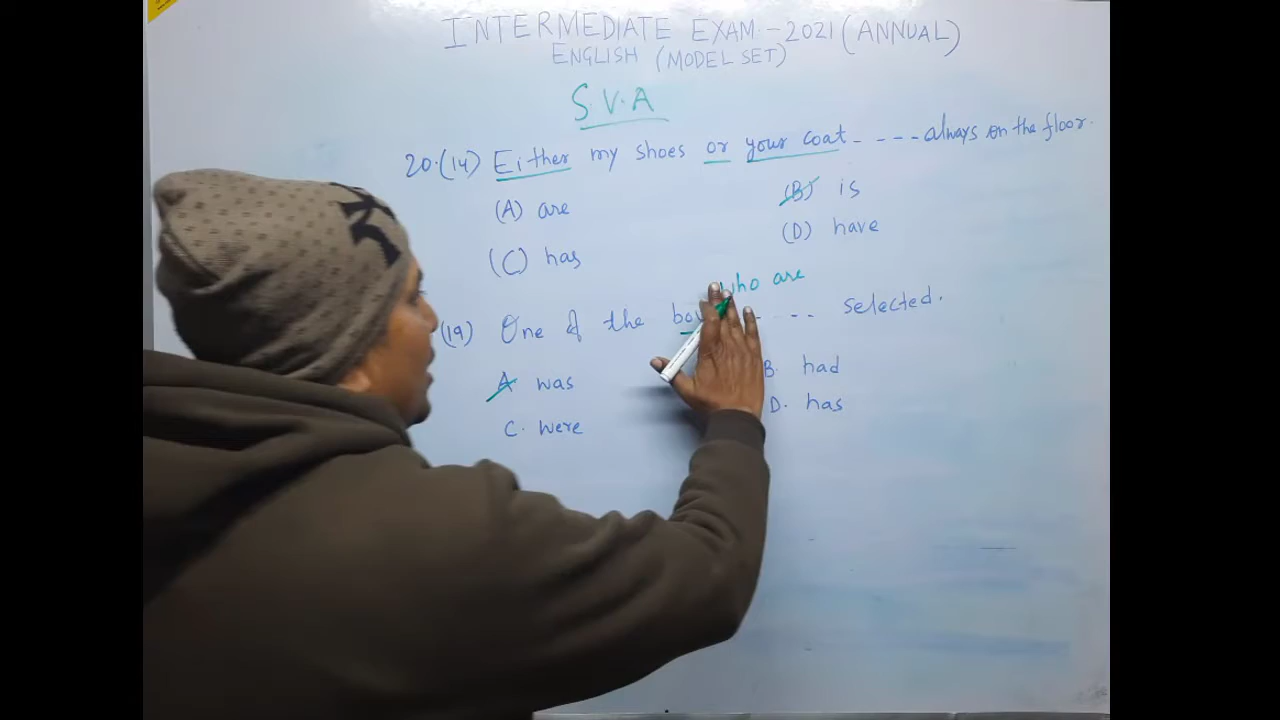 INTERMEDIATE EXAM-2021 (ANNUAL)
ENGLISH (MODEL SET)
S.V.A
20.(14) Either my shoes or your coat - - - - always on the floor.
(A) are
(B) is
(C) has
(D) have
who are
(19) One of the - - - selected.
A was
B. had
C. were
D. has